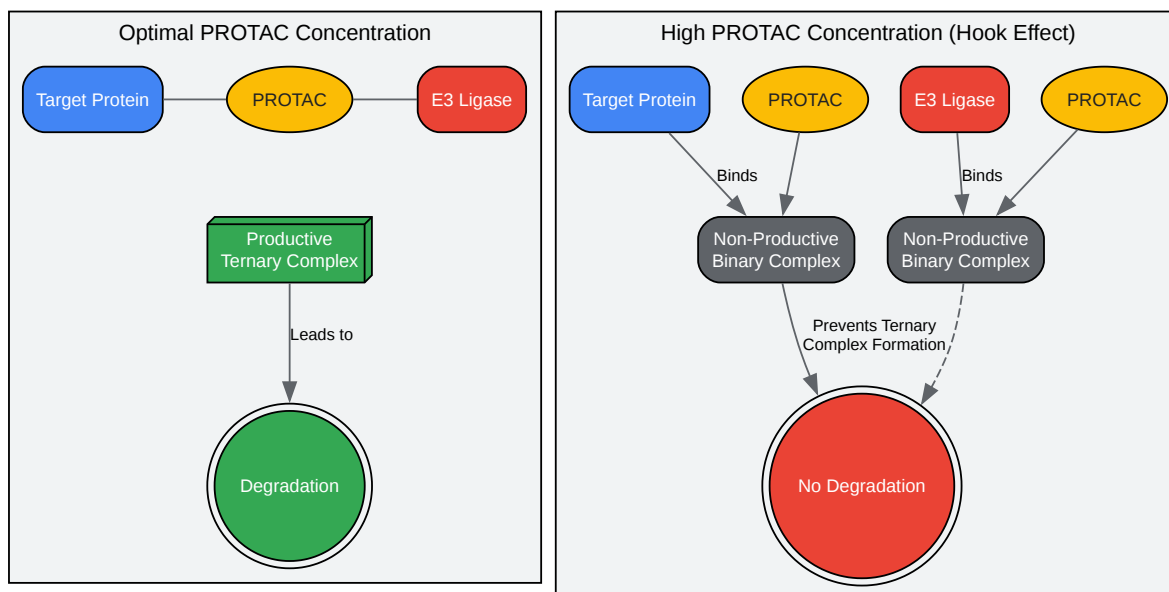 Optimal PROTAC Concentration
Target Protein
PROTAC
E3 Ligase
Productive
Ternary Complex
Leads to
Degradation
High PROTAC Concentration (Hook Effect)
Target Protein
PROTAC
E3 Ligase
PROTAC
Binds
Binds
Non-Productive
Binary Complex
Non-Productive
Binary Complex
Prevents Ternary
Complex Formation
No Degradation